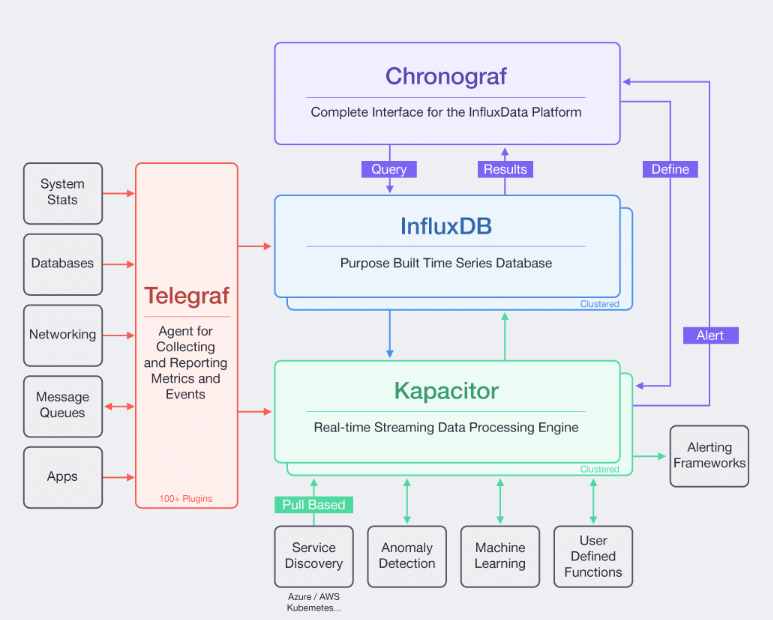 Chronograf
Complete Interface for the InfluxData Platform
Query
Results
Define
System
Stats
Databases
Networking
Message
Queues
Apps
Telegraf
Agent for
Collecting
and Reporting
Metrics and
Events
100+ Plugins
InfluxDB
Purpose Built Time Series Database
Clustered
Alert
Kapacitor
Real-time Streaming Data Processing Engine
Clustered
Alerting
Frameworks
Pull Based
Service
Discovery
Azure / AWS
Kubemetes...
Anomaly
Detection
Machine
Learning
User
Defined
Functions